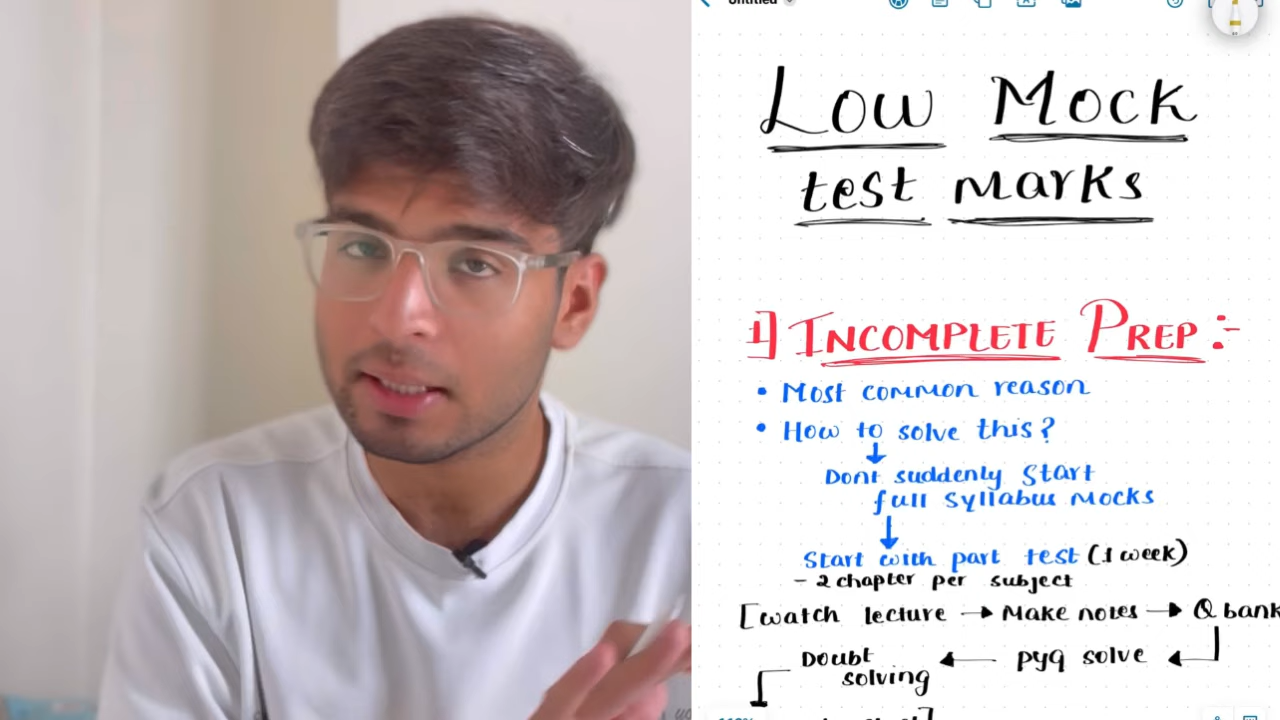 Untitled
Low Mock
test marks
1] INCOMPLETE PREP :-
• Most common reason
• How to solve this?
↓
Dont suddenly start
full syllabus mocks
↓
Start with part test (1 week)
- 2 chapter per subject
[watch lecture → Make notes → Q bank
Doubt ← pyq solve ←
solving